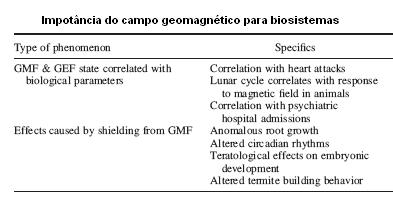 Impotância do campo geomagnético para biosistemas
Type of phenomenon Specifics
GMF & GEF state correlated with Correlation with heart attacks
biological parameters Lunar cycle correlates with response
to magnetic field in animals
Correlation with psychiatric
hospital admissions
Effects caused by shielding from GMF Anomalous root growth
Altered circadian rhythms
Teratological effects on embryonic
development
Altered termite building behavior